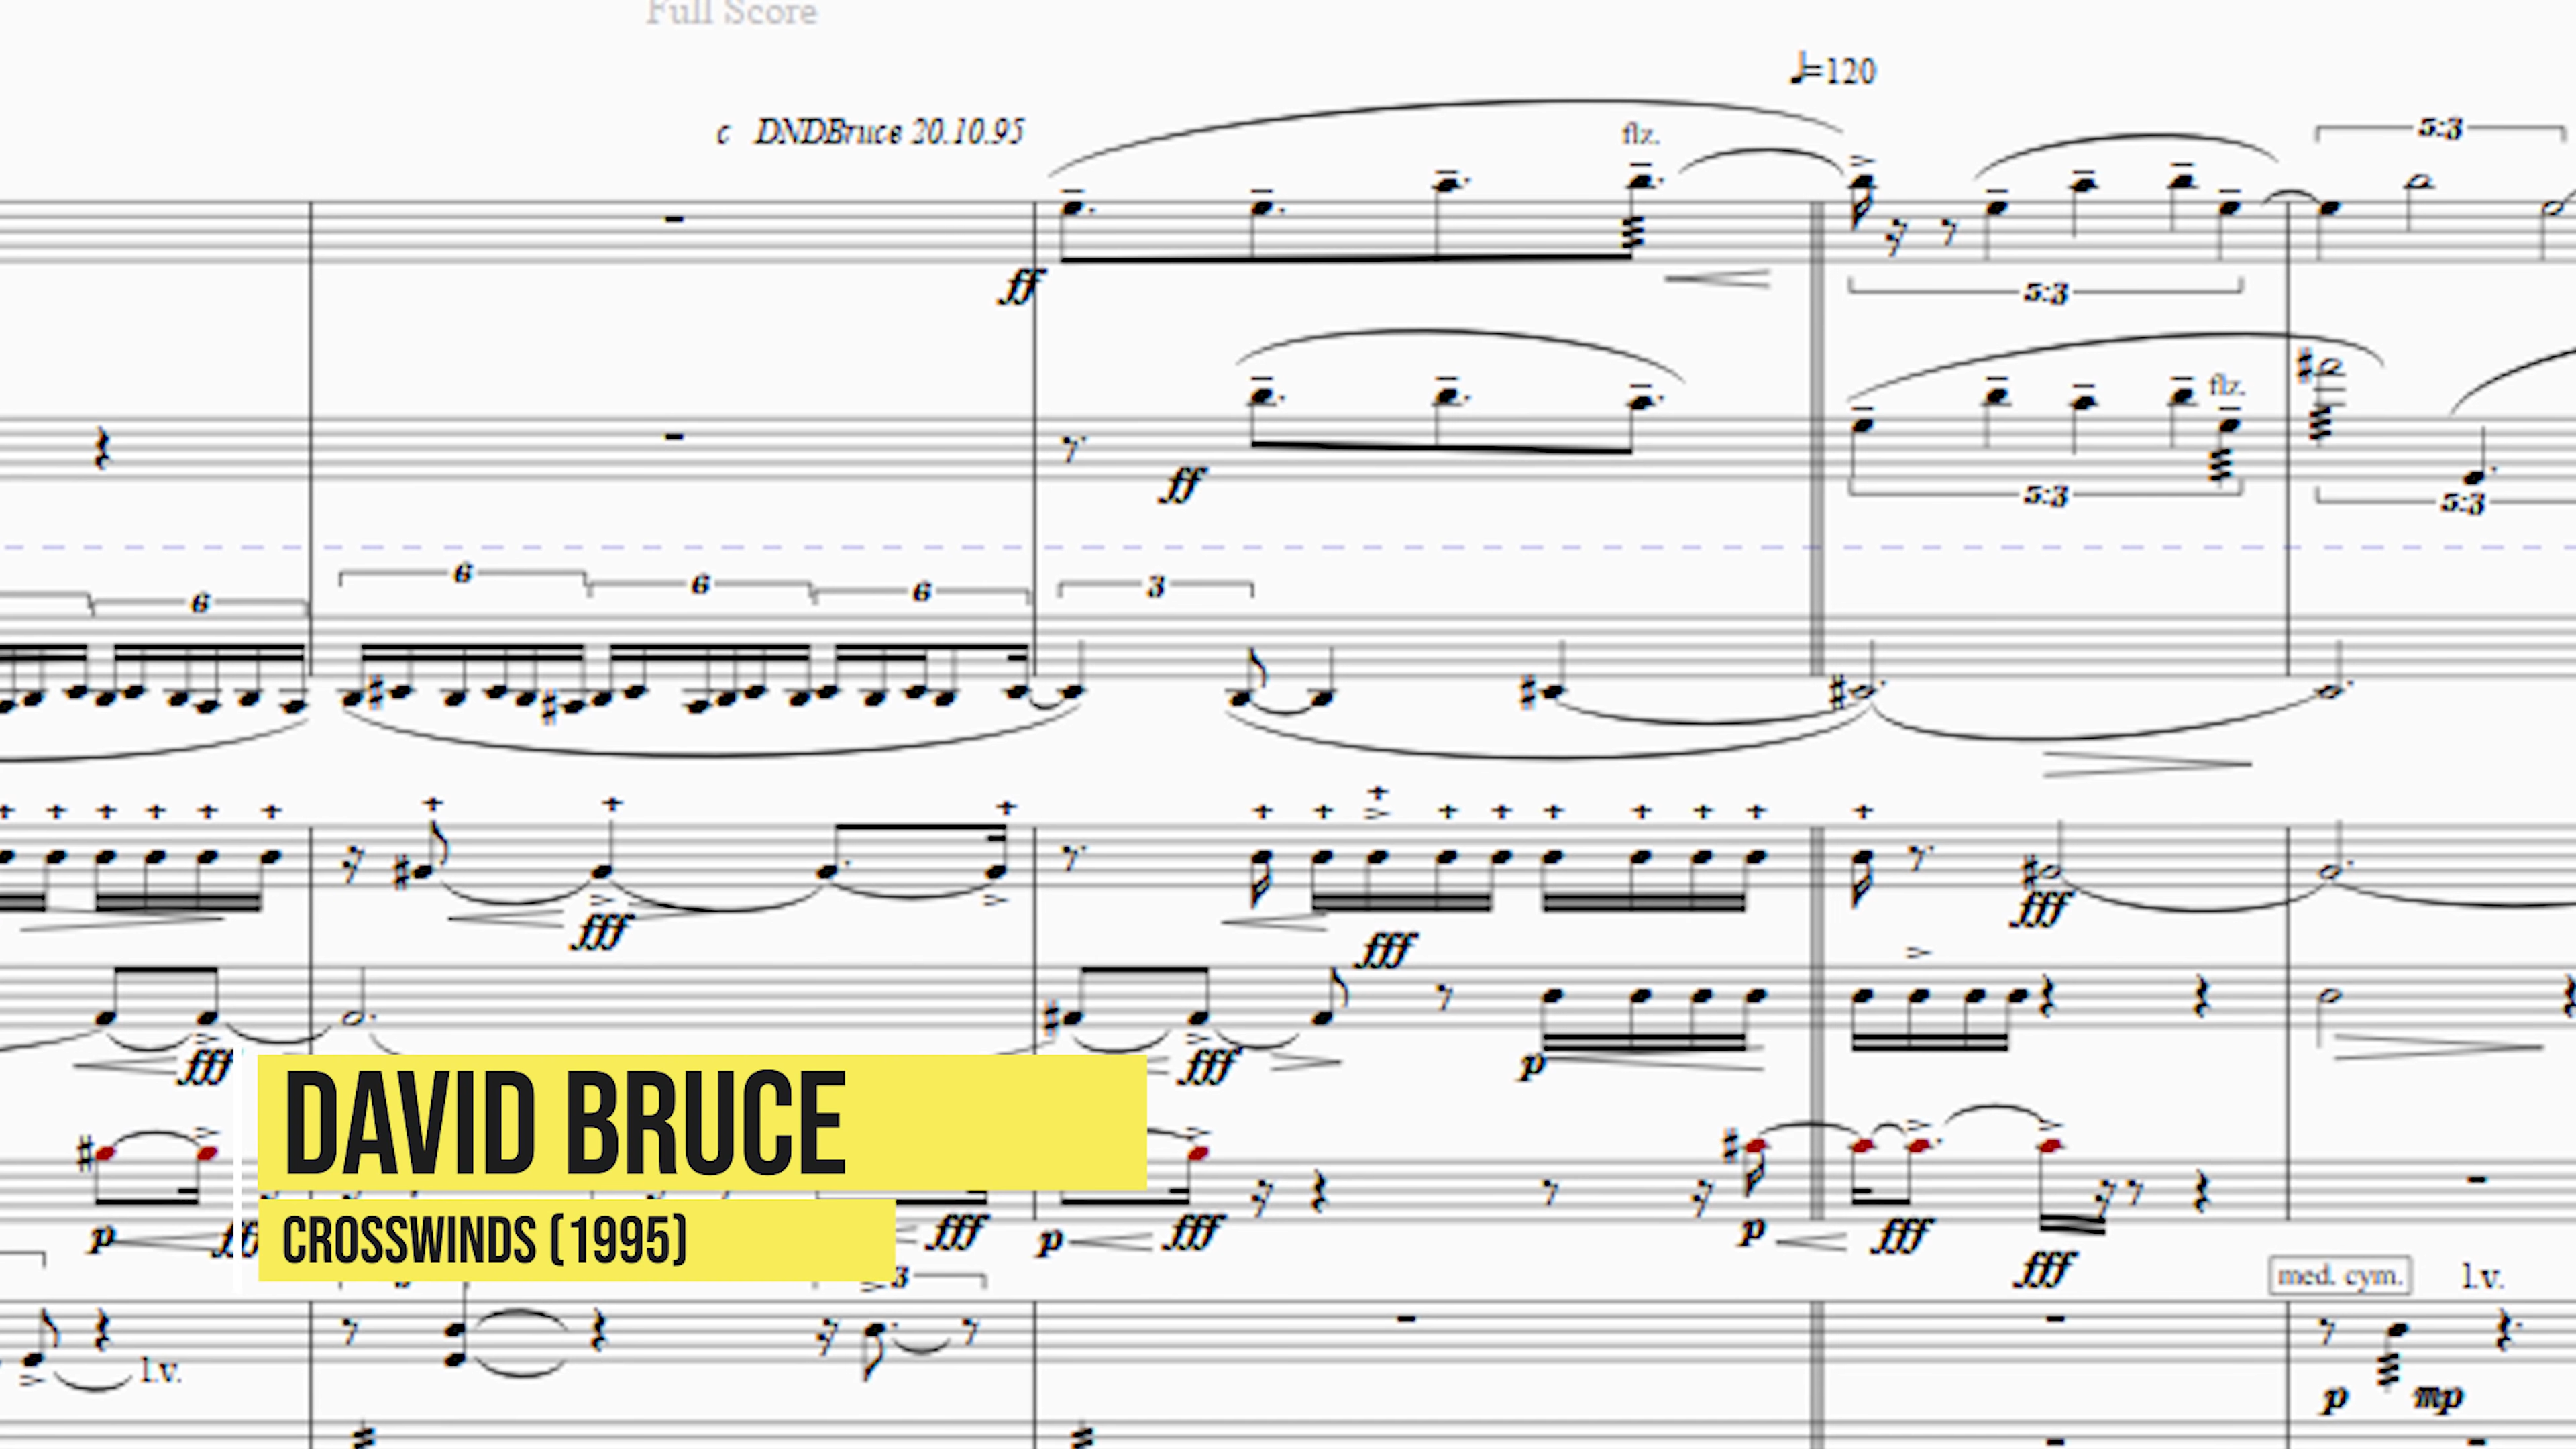 Full Score
♩=120
c DNDBruce 20.10.95
flz.
5:3
ff
5:3
flz.
ff
5:3
5:3
6
6
6
6
3
fff
fff
fff
fff
fff
p
DAVID BRUCE
CROSSWINDS (1995)
p
ff
fff
p
fff
p
fff
fff
3
med. cym.
l.v.
l.v.
p
mp